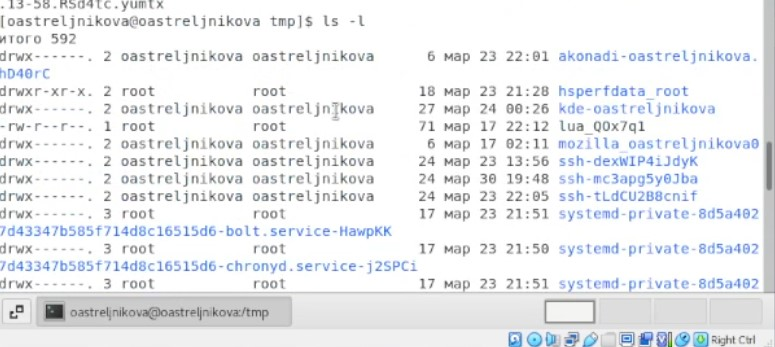 .13-58.RSd4tc.yumtx
[oastreljnikova@oastreljnikova tmp]$ ls -l
итого 592
drwx------. 2 oastreljnikova oastreljnikova 6 мар 23 22:01 akonadi-oastreljnikova.
hD40rC
drwxr-xr-x. 2 root root 18 мар 23 21:28 hsperfdata_root
drwx------. 2 oastreljnikova oastreljnikova 27 мар 24 00:26 kde-oastreljnikova
-rw-r--r--. 1 root root 71 мар 17 22:12 lua_QOx7q1
drwx------. 2 oastreljnikova oastreljnikova 6 мар 17 02:11 mozilla_oastreljnikova0
drwx------. 2 oastreljnikova oastreljnikova 24 мар 23 13:56 ssh-dexWIP4iJdyK
drwx------. 2 oastreljnikova oastreljnikova 24 мар 30 19:48 ssh-mc3apg5y0Jba
drwx------. 2 oastreljnikova oastreljnikova 24 мар 23 22:05 ssh-tLdCU2B8cnif
drwx------. 3 root root 17 мар 23 21:51 systemd-private-8d5a402
7d43347b585f714d8c16515d6-bolt.service-HawpKK
drwx------. 3 root root 17 мар 23 21:50 systemd-private-8d5a402
7d43347b585f714d8c16515d6-chronyd.service-j2SPCi
drwx------. 3 root root 17 мар 23 21:51 systemd-private-8d5a402
oastreljnikova@oastreljnikova:/tmp
Right Ctrl